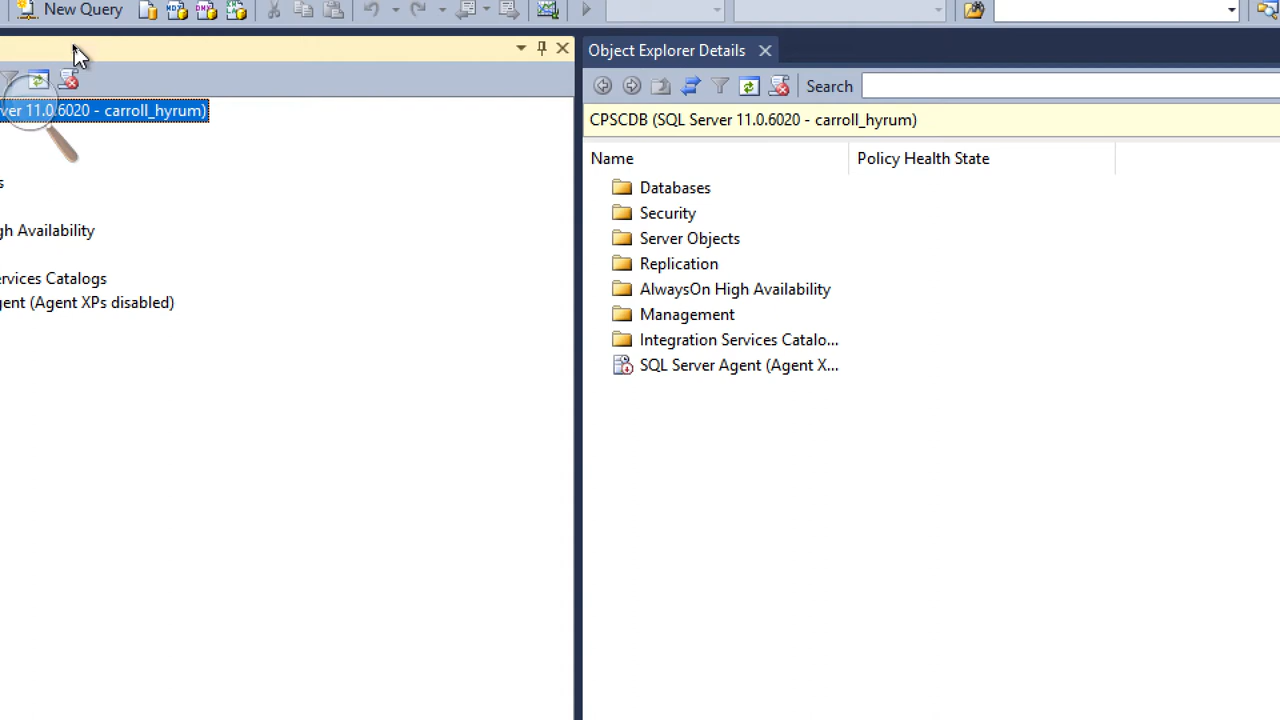 New Query
Object Explorer Details
Search
ver 11.0.6020 - carroll_hyrum)
CPSCDB (SQL Server 11.0.6020 - carroll_hyrum)
Name
Policy Health State
s
gh Availability
ervices Catalogs
gent (Agent XPs disabled)
Databases
Security
Server Objects
Replication
AlwaysOn High Availability
Management
Integration Services Catalo...
SQL Server Agent (Agent X...